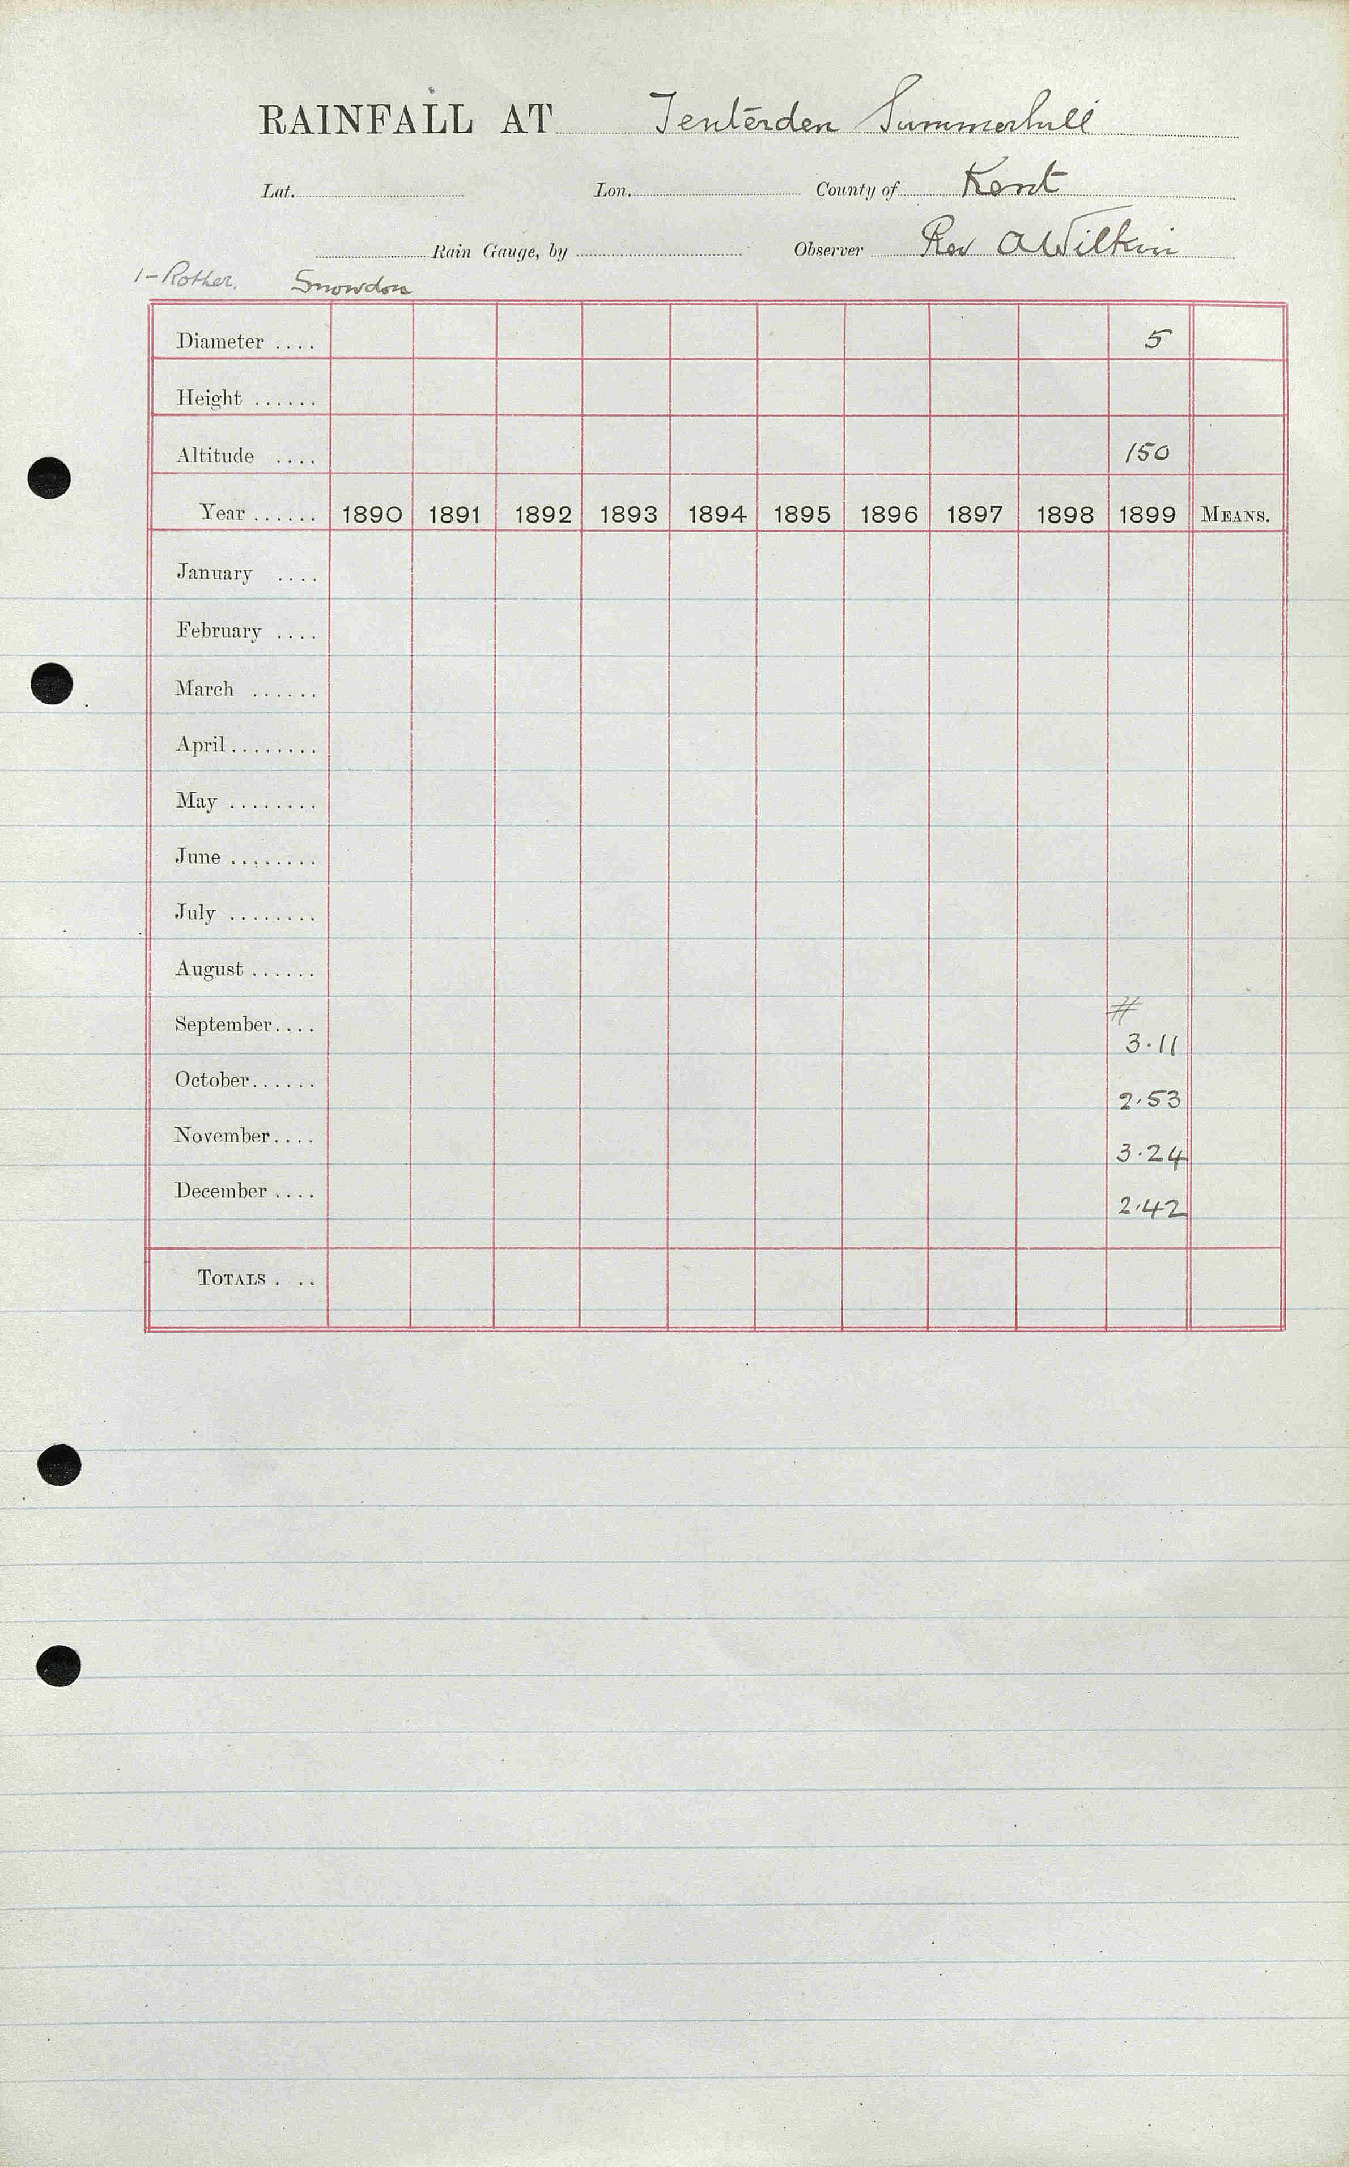 RAINFALL AT Tenterden Summerhill
Lat. Lon. County of Kent
Rain Gauge, by Observer Rev A Wilkin
1 - Rother. Snowdon
Diameter .... 5
Height ......
Altitude .... 150
Year ...... 1890 1891 1892 1893 1894 1895 1896 1897 1898 1899 MEANS.
January ....
February ....
March ......
April ........
May ........
June ........
July ........
August ......
#
September.... 3.11
October...... 2.53
November.... 3.24
December .... 2.42
TOTALS . ..